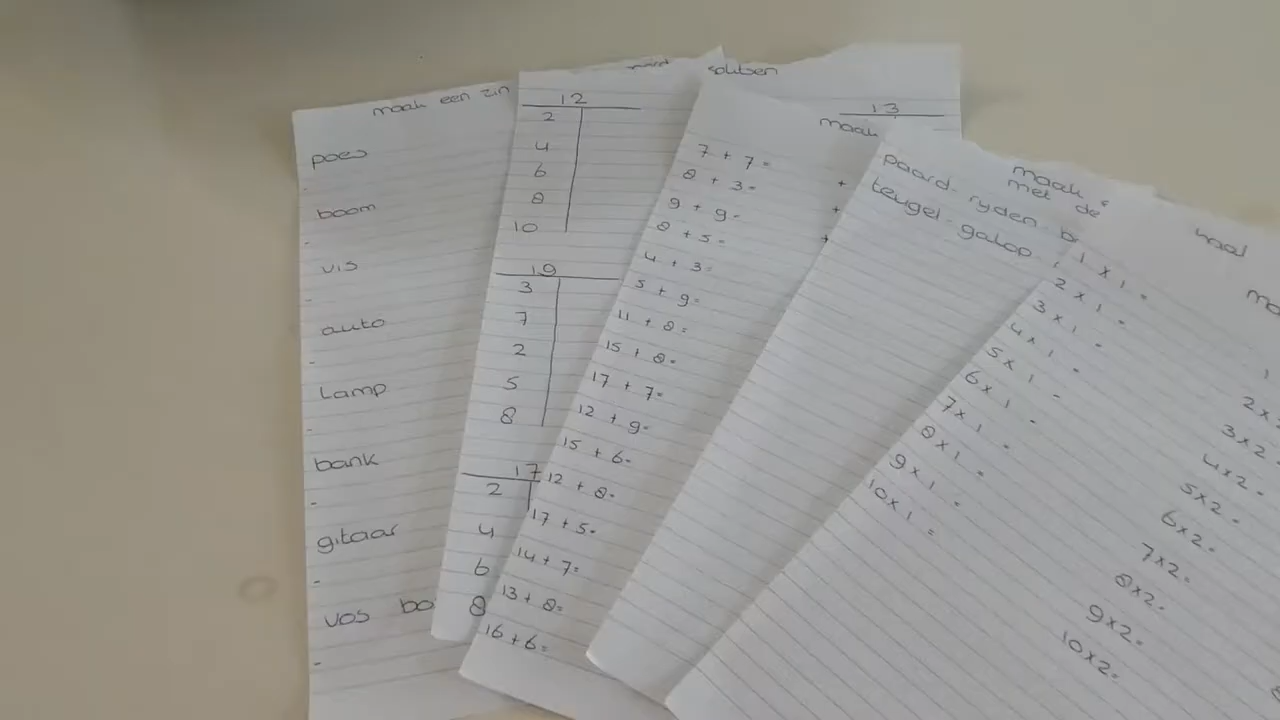 maak een zin
poes
boom
vis
auto
lamp
bank
gitaar
vos bo
splitsen
12
2
4
6
8
10
19
3
7
2
5
8
17
2
4
6
8
13
maak
7 + 7 =
8 + 3 =
9 + 9 =
8 + 5 =
4 + 3 =
5 + 9 =
11 + 8 =
15 + 8 =
17 + 7 =
12 + 9 =
15 + 6 =
12 + 8 =
17 + 5 =
14 + 7 =
13 + 8 =
16 + 6 =
+
+
+
maak
met de
paard - ryden - b
teugel - galop
1 x 1 =
2 x 1 =
3 x 1 =
4 x 1 =
5 x 1 =
6 x 1 =
7 x 1 =
8 x 1 =
9 x 1 =
10 x 1 =
maal
1
2 x 2
3 x 2 =
4 x 2 =
5 x 2 =
6 x 2 =
7 x 2 =
8 x 2 =
9 x 2 =
10 x 2 =